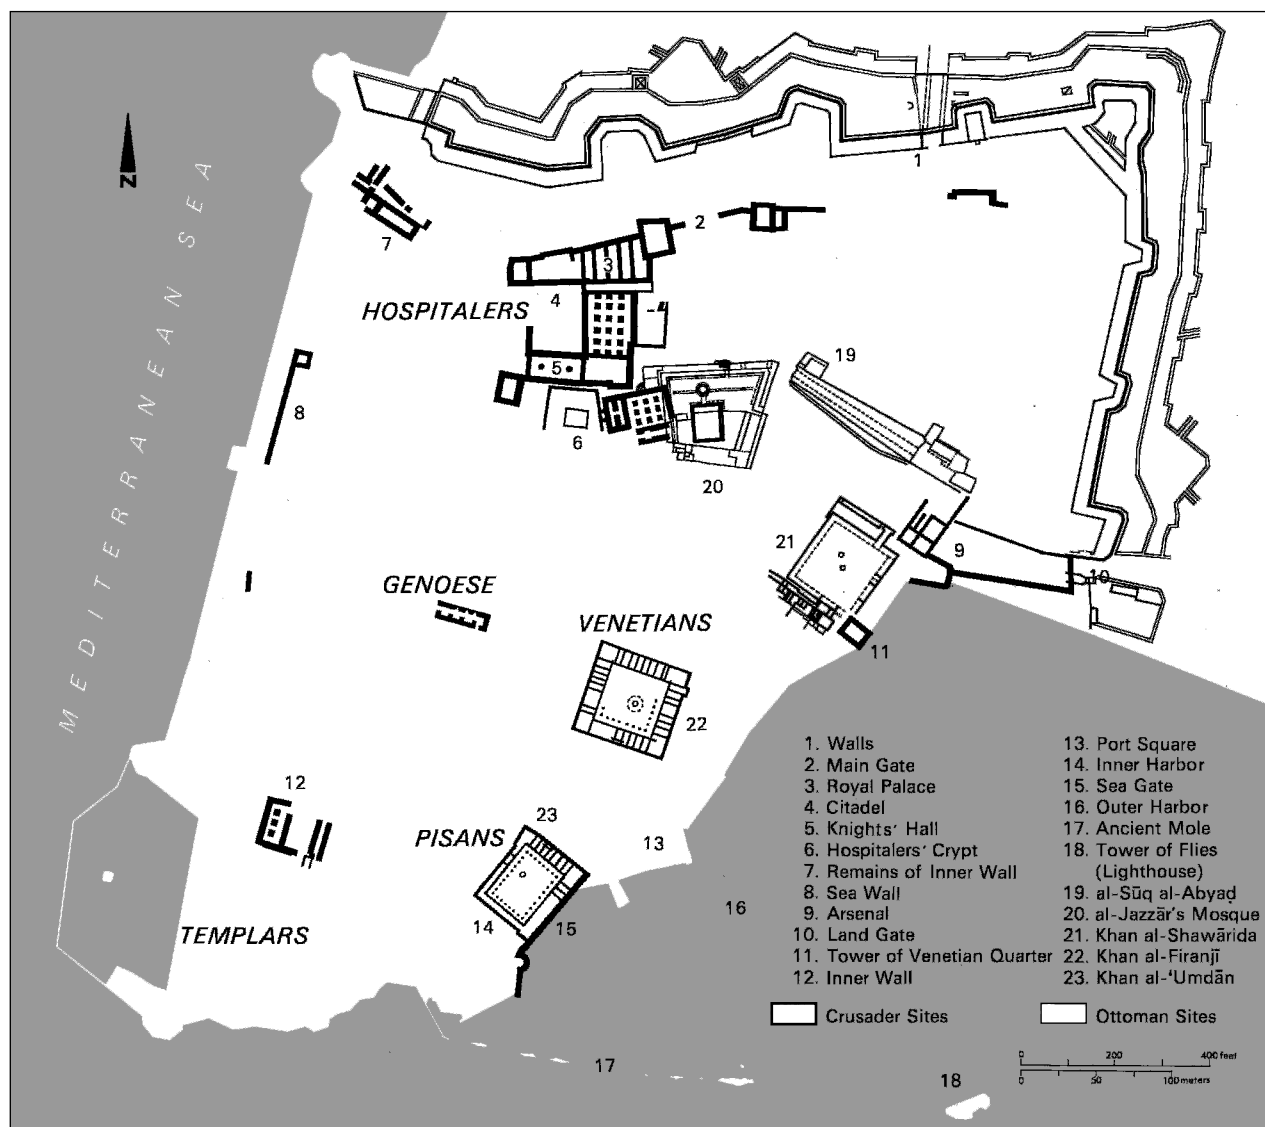 1
2
3
7
4
HOSPITALERS
5
19
8
6
20
21
9
10
GENOESE
VENETIANS
11
22
MEDITERRANEAN SEA
N
12
23
PISANS
13
14
15
16
TEMPLARS
17
18
1. Walls
2. Main Gate
3. Royal Palace
4. Citadel
5. Knights' Hall
6. Hospitalers' Crypt
7. Remains of Inner Wall
8. Sea Wall
9. Arsenal
10. Land Gate
11. Tower of Venetian Quarter
12. Inner Wall
13. Port Square
14. Inner Harbor
15. Sea Gate
16. Outer Harbor
17. Ancient Mole
18. Tower of Flies
(Lighthouse)
19. al-Sūq al-Abyaḍ
20. al-Jazzār's Mosque
21. Khan al-Shawārida
22. Khan al-Firanjī
23. Khan al-‘Umdān
Crusader Sites
Ottoman Sites
0 200 400 feet
0 50 100 meters